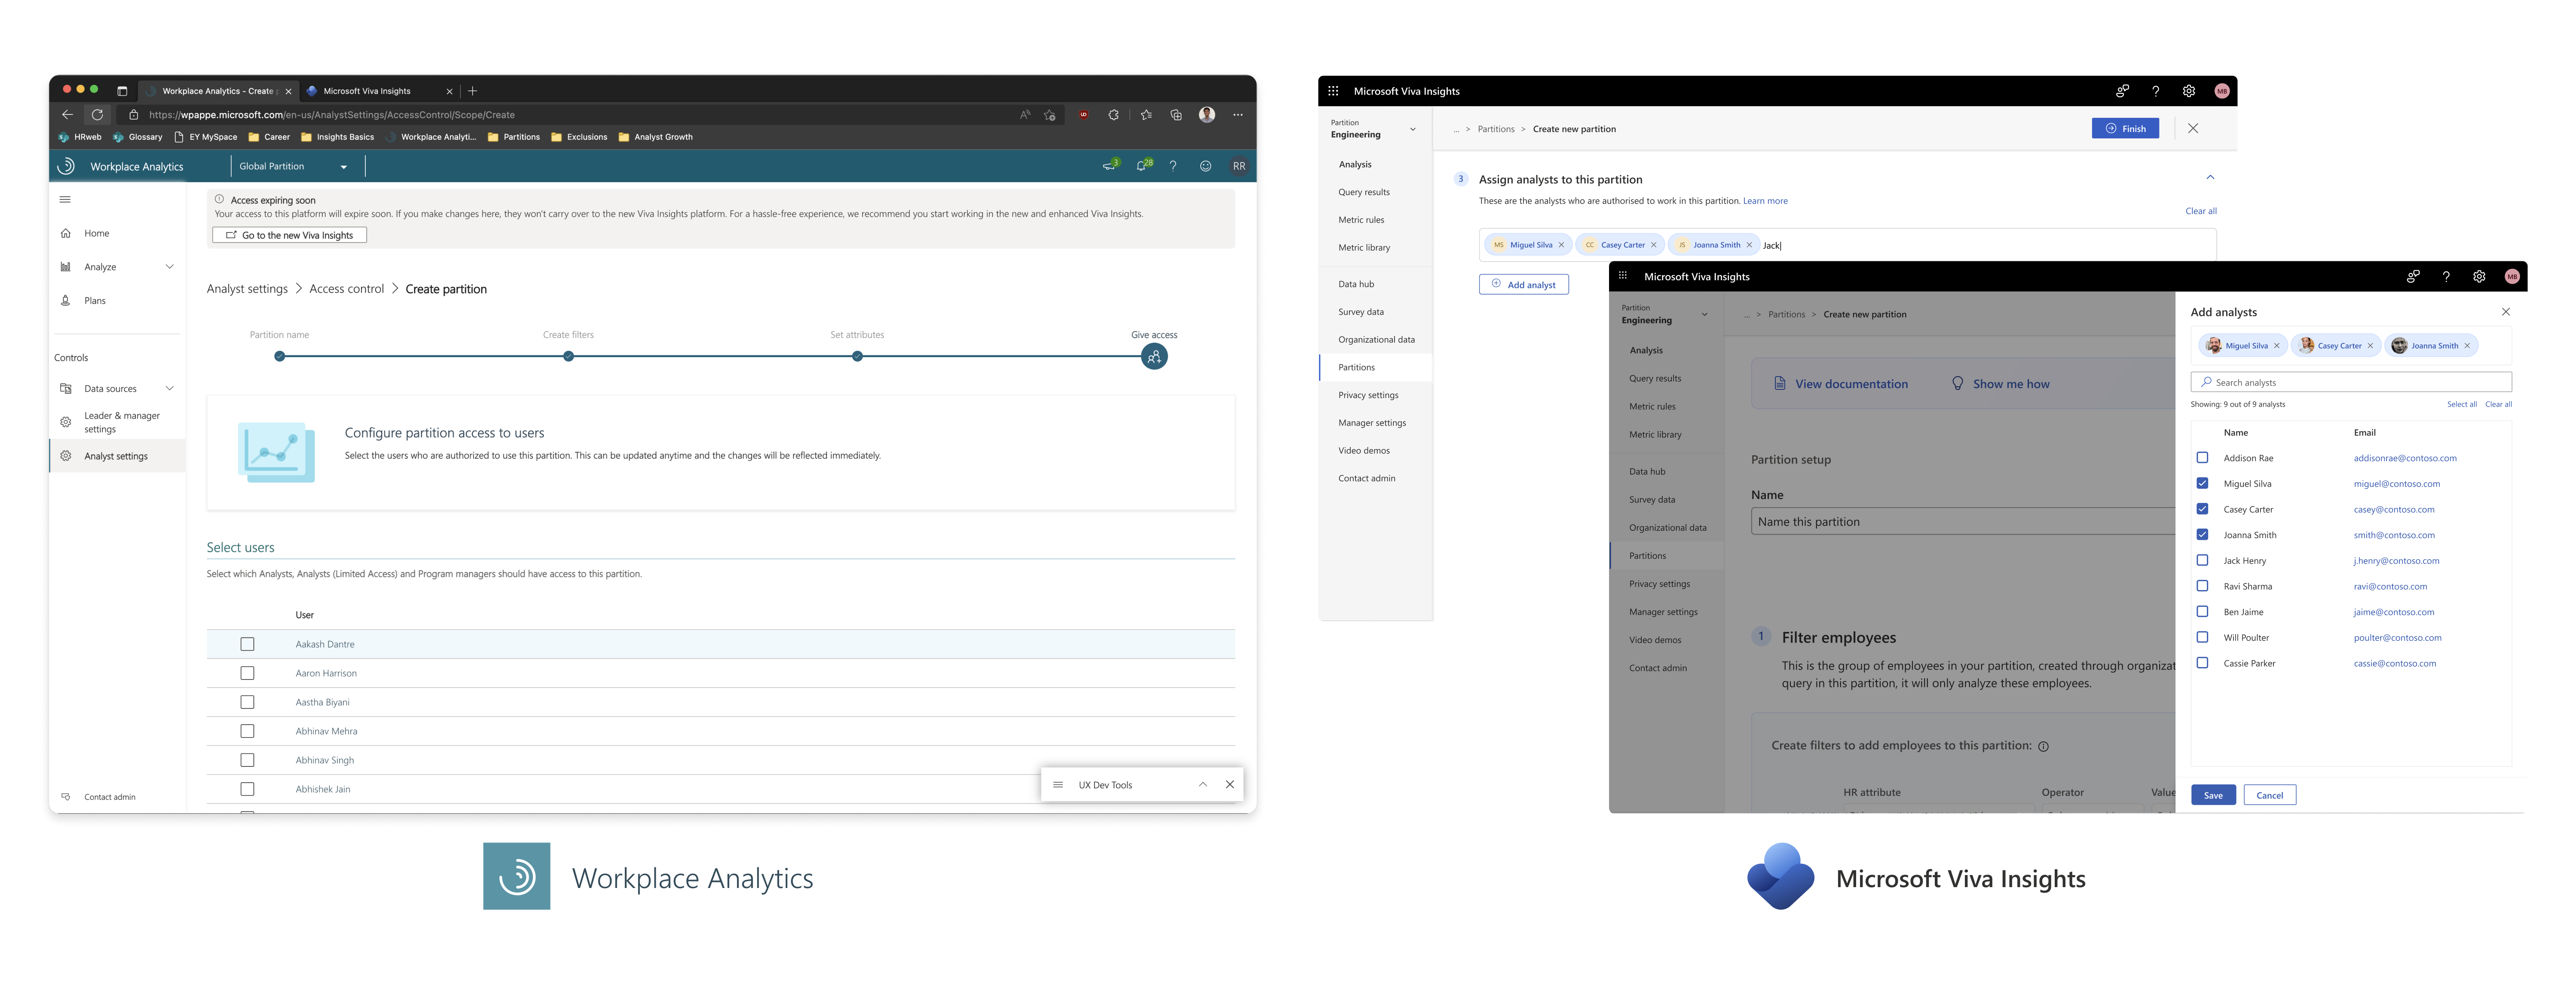 Workplace Analytics - Create
Microsoft Viva Insights
https://wpappe.microsoft.com/en-us/AnalystSettings/AccessControl/Scope/Create
HRweb
Glossary
EY MySpace
Career
Insights Basics
Workplace Analyti...
Partitions
Exclusions
Analyst Growth
Workplace Analytics
Global Partition
3
28
RR
Access expiring soon
Your access to this platform will expire soon. If you make changes here, they won't carry over to the new Viva Insights platform. For a hassle-free experience, we recommend you start working in the new and enhanced Viva Insights.
Go to the new Viva Insights
Home
Analyze
Plans
Controls
Data sources
Leader & manager
settings
Analyst settings
Contact admin
Analyst settings > Access control > Create partition
Partition name
Create filters
Set attributes
Give access
Configure partition access to users
Select the users who are authorized to use this partition. This can be updated anytime and the changes will be reflected immediately.
Select users
Select which Analysts, Analysts (Limited Access) and Program managers should have access to this partition.
User
Aakash Dantre
Aaron Harrison
Aastha Biyani
Abhinav Mehra
Abhinav Singh
Abhishek Jain
UX Dev Tools
Workplace Analytics
Microsoft Viva Insights
MB
Partition
Engineering
Analysis
Query results
Metric rules
Metric library
Data hub
Survey data
Organizational data
Partitions
Privacy settings
Manager settings
Video demos
Contact admin
... > Partitions > Create new partition
Finish
3 Assign analysts to this partition
These are the analysts who are authorised to work in this partition. Learn more
Clear all
MS Miguel Silva
CC Casey Carter
JS Joanna Smith
Jack
Add analyst
Microsoft Viva Insights
MB
Partition
Engineering
Analysis
Query results
Metric rules
Metric library
Data hub
Survey data
Organizational data
Partitions
Privacy settings
Manager settings
Video demos
Contact admin
... > Partitions > Create new partition
View documentation
Show me how
Partition setup
Name
Name this partition
1 Filter employees
This is the group of employees in your partition, created through organizat
query in this partition, it will only analyze these employees.
Create filters to add employees to this partition:
HR attribute
Operator
Value
Add analysts
Miguel Silva
Casey Carter
Joanna Smith
Search analysts
Showing: 9 out of 9 analysts
Select all
Clear all
Name Email
Addison Rae addisonrae@contoso.com
Miguel Silva miguel@contoso.com
Casey Carter casey@contoso.com
Joanna Smith smith@contoso.com
Jack Henry j.henry@contoso.com
Ravi Sharma ravi@contoso.com
Ben Jaime jaime@contoso.com
Will Poulter poulter@contoso.com
Cassie Parker cassie@contoso.com
Save
Cancel
Microsoft Viva Insights